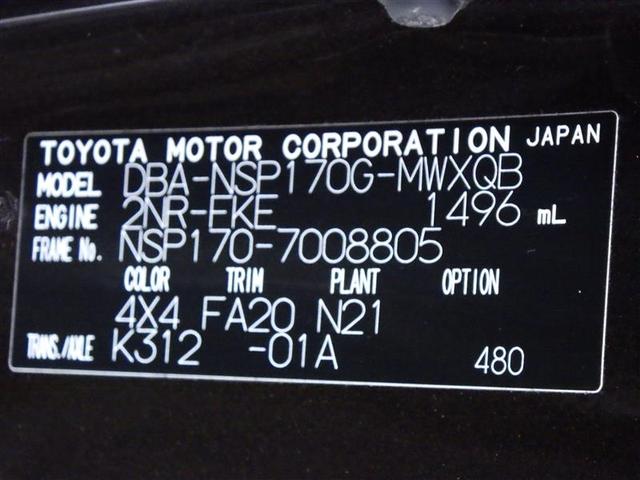 TOYOTA MOTOR CORPORATION JAPAN
MODEL DBA-NSP170G-MWXQB
ENGINE 2NR-FKE 1496 mL
FRAME No. NSP170-7008805
COLOR TRIM PLANT OPTION
4X4 FA20 N21
TRANS./AXLE K312 -01A 480